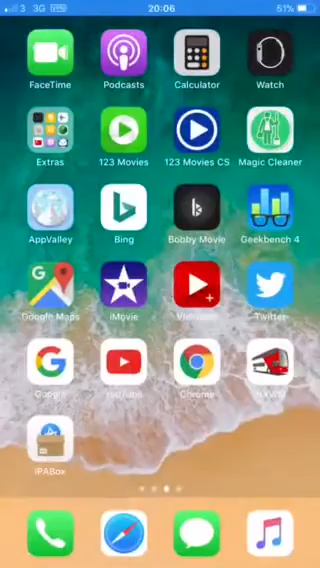 3 3G VPN 20:06 51%
FaceTime Podcasts Calculator Watch
Extras 123 Movies 123 Movies CS Magic Cleaner
AppValley Bing Bobby Movie Geekbench 4
Google Maps iMovie Twitter
Google YouTube Chrome
iPABox